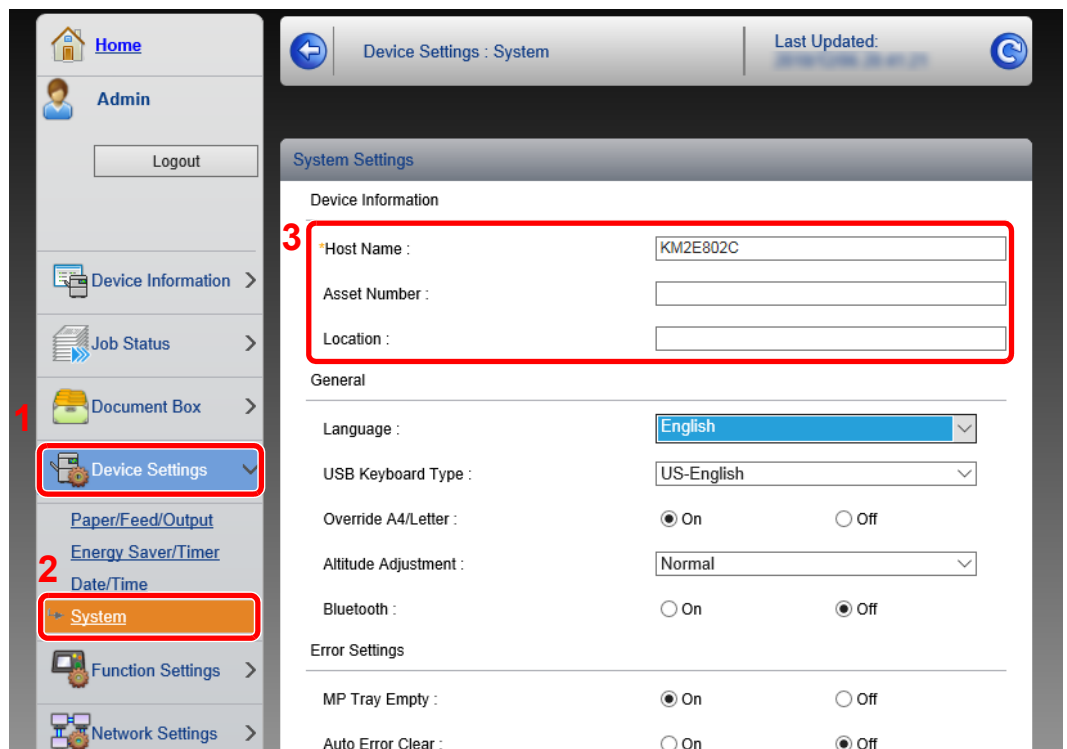 Home
Admin
Logout
Device Information
Job Status
1
Document Box
Device Settings
Paper/Feed/Output
Energy Saver/Timer
2
Date/Time
System
Function Settings
Network Settings
Device Settings : System
Last Updated:
System Settings
Device Information
3
*Host Name : KM2E802C
Asset Number :
Location :
General
Language : English
USB Keyboard Type : US-English
Override A4/Letter : On Off
Altitude Adjustment : Normal
Bluetooth : On Off
Error Settings
MP Tray Empty : On Off
Auto Error Clear : On Off